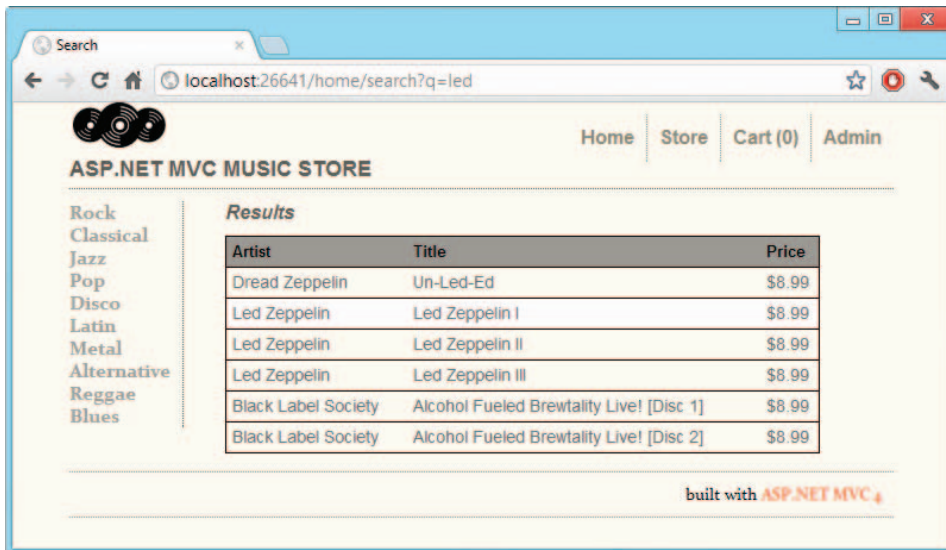 Search
localhost:26641/home/search?q=led
Home Store Cart (0) Admin
ASP.NET MVC MUSIC STORE
Rock
Classical
Jazz
Pop
Disco
Latin
Metal
Alternative
Reggae
Blues
Results
Artist Title Price
Dread Zeppelin Un-Led-Ed $8.99
Led Zeppelin Led Zeppelin I $8.99
Led Zeppelin Led Zeppelin II $8.99
Led Zeppelin Led Zeppelin III $8.99
Black Label Society Alcohol Fueled Brewtality Live! [Disc 1] $8.99
Black Label Society Alcohol Fueled Brewtality Live! [Disc 2] $8.99
built with ASP.NET MVC 4